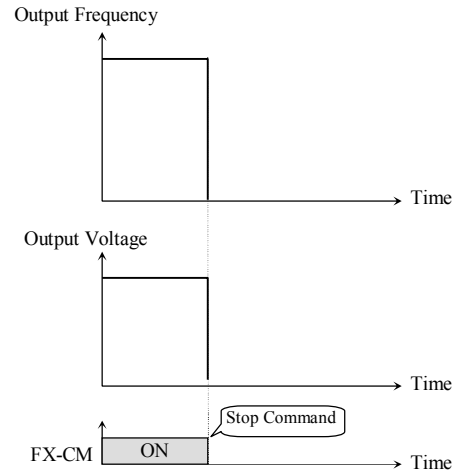 Output Frequency
Time
Output Voltage
Time
Stop Command
FX-CM
ON
Time